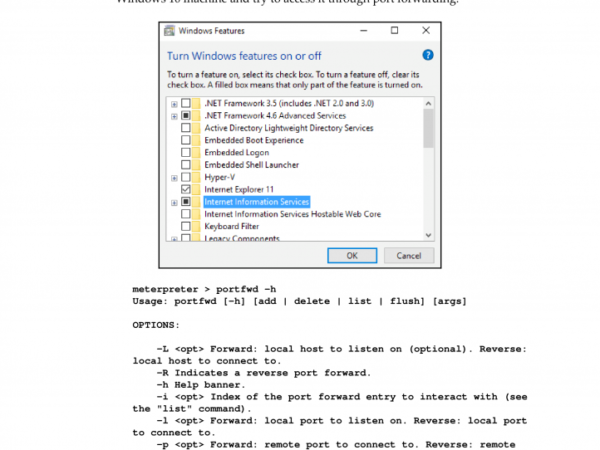 Windows 10 machine and try to access it through port forwarding.
Windows Features
Turn Windows features on or off
To turn a feature on, select its check box. To turn a feature off, clear its
check box. A filled box means that only part of the feature is turned on.
.NET Framework 3.5 (includes .NET 2.0 and 3.0)
.NET Framework 4.6 Advanced Services
Active Directory Lightweight Directory Services
Embedded Boot Experience
Embedded Logon
Embedded Shell Launcher
Hyper-V
Internet Explorer 11
Internet Information Services
Internet Information Services Hostable Web Core
Keyboard Filter
Legacy Components
OK Cancel
meterpreter > portfwd -h
Usage: portfwd [-h] [add | delete | list | flush] [args]
OPTIONS:
-L <opt> Forward: local host to listen on (optional). Reverse:
local host to connect to.
-R Indicates a reverse port forward.
-h Help banner.
-i <opt> Index of the port forward entry to interact with (see
the "list" command).
-l <opt> Forward: local port to listen on. Reverse: local port
to connect to.
-p <opt> Forward: remote port to connect to. Reverse: remote